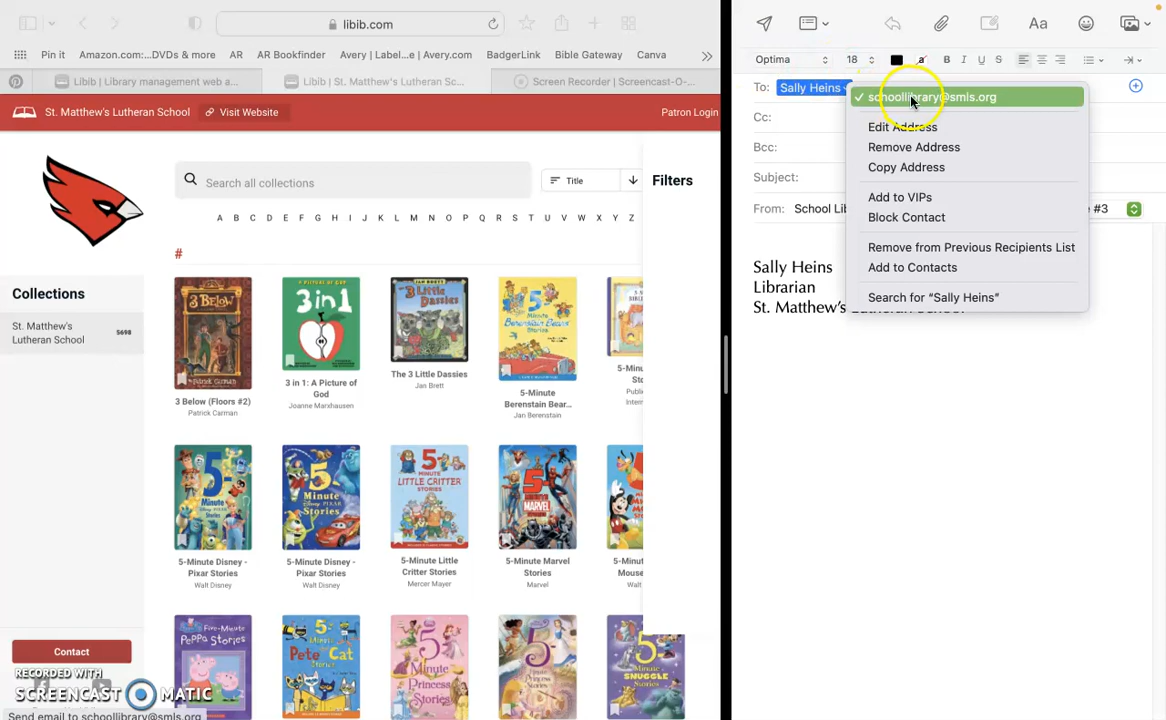 libib.com
Pin it
Amazon.com:...DVDs & more
AR
AR Bookfinder
Avery | Label... | Avery.com
BadgerLink
Bible Gateway
Canva
Libib | Library management web a...
Libib | St. Matthew's Lutheran Sc...
Screen Recorder | Screencast-O-...
St. Matthew's Lutheran School
Visit Website
Patron Login
Search all collections
Title
Filters
A B C D E F G H I J K L M N O P Q R S T U V W X Y Z
#
Collections
St. Matthew's
Lutheran School
5698
3 Below (Floors #2)
Patrick Carman
3 in 1: A Picture of
God
Joanne Marxhausen
The 3 Little Dassies
Jan Brett
5-Minute
Berenstain Bear...
Jan Berenstain
5-Minute Disney -
Pixar Stories
Walt Disney
5-Minute Disney -
Pixar Stories
Walt Disney
5-Minute Little
Critter Stories
Mercer Mayer
5-Minute Marvel
Stories
Marvel
Contact
RECORDED WITH
SCREENCAST MATIC
Send email to schoollibrary@smls.org
Optima
18
Aa
B I U S
To: Sally Heins
Cc:
Bcc:
Subject:
From: School Lib
#3
schoollibrary@smls.org
Edit Address
Remove Address
Copy Address
Add to VIPs
Block Contact
Remove from Previous Recipients List
Add to Contacts
Search for “Sally Heins”
Sally Heins
Librarian
St. Matthew’s Lutheran School